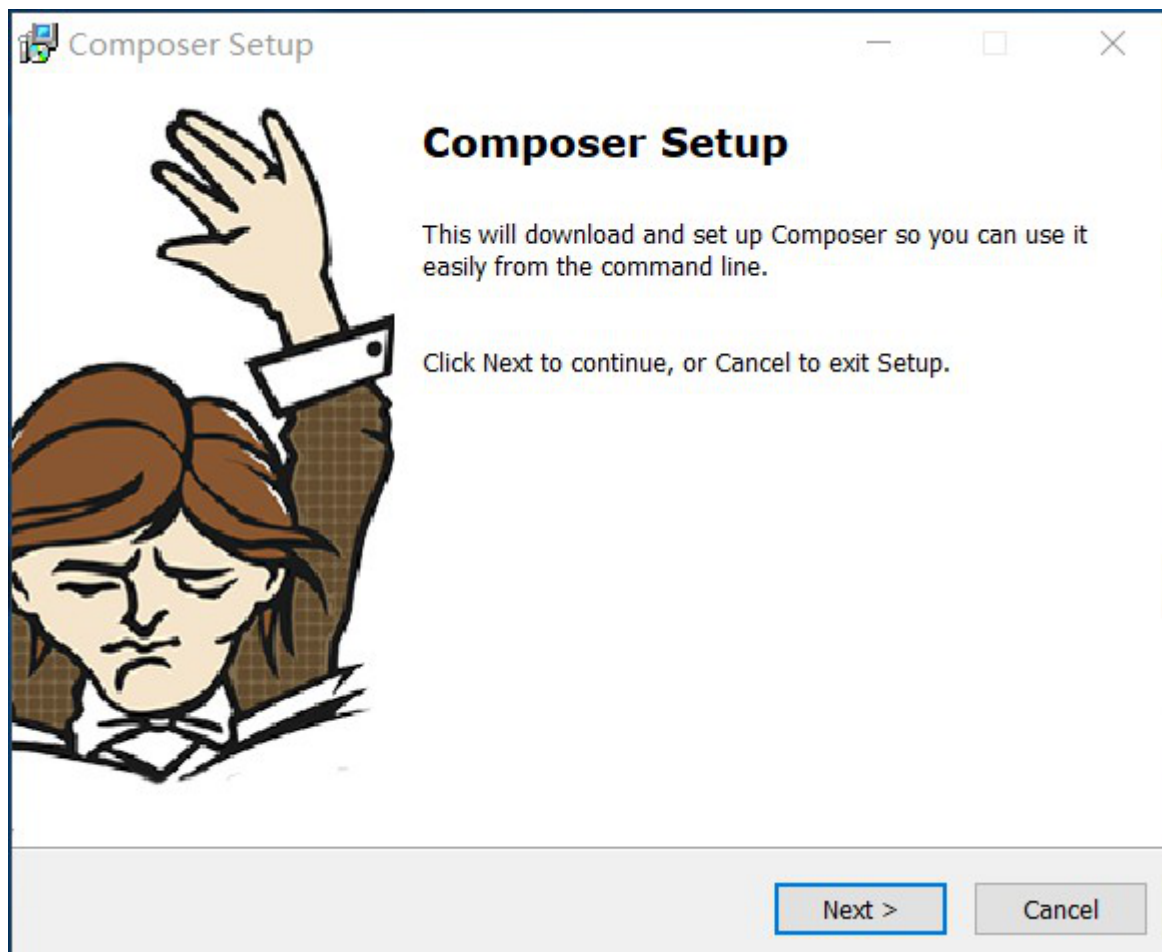 Composer Setup
Composer Setup
This will download and set up Composer so you can use it
easily from the command line.
Click Next to continue, or Cancel to exit Setup.
Next >
Cancel